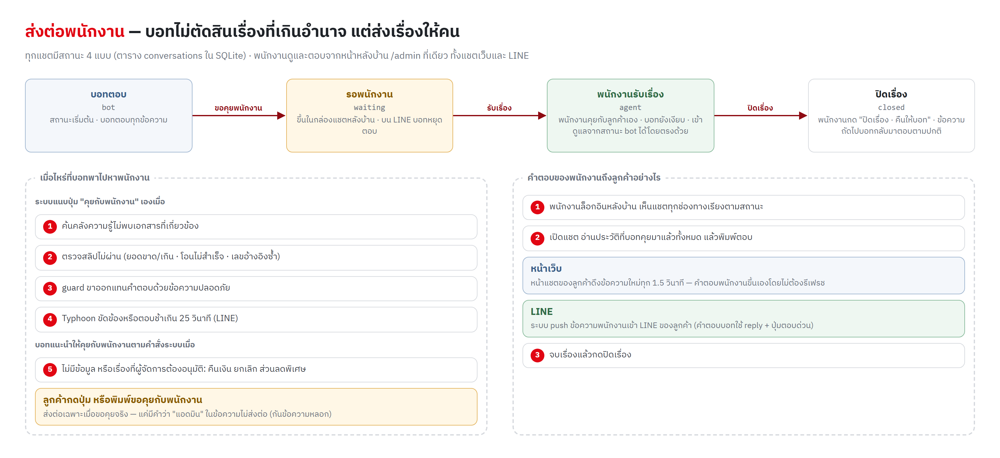 ส่งต่อพนักงาน — บอทไม่ตัดสินเรื่องที่เกินอำนาจ แต่ส่งเรื่องให้คน
ทุกแชตมีสถานะ 4 แบบ (ตาราง conversations ใน SQLite) · พนักงานดูและตอบจากหน้าหลังบ้าน /admin ที่เดียว ทั้งแชตเว็บและ LINE
บอทตอบ
bot
สถานะเริ่มต้น · บอทตอบทุกข้อความ
ขอคุยพนักงาน
รอพนักงาน
waiting
ขึ้นในกล่องแชตหลังบ้าน · บน LINE บอทหยุด
ตอบ
รับเรื่อง
พนักงานรับเรื่อง
agent
พนักงานคุยกับลูกค้าเอง · บอทยังเงียบ · เข้า
ดูแลจากสถานะ bot ได้โดยตรงด้วย
ปิดเรื่อง
ปิดเรื่อง
closed
พนักงานกด "ปิดเรื่อง · คืนให้บอท" · ข้อความ
ถัดไปบอทกลับมาตอบตามปกติ
เมื่อไหร่ที่บอทพาไปหาพนักงาน
ระบบแนบปุ่ม "คุยกับพนักงาน" เองเมื่อ
1 ค้นคลังความรู้ไม่พบเอกสารที่เกี่ยวข้อง
2 ตรวจสลิปไม่ผ่าน (ยอดขาด/เกิน · โอนไม่สำเร็จ · เลขอ้างอิงซ้ำ)
3 guard ขาออกแทนคำตอบด้วยข้อความปลอดภัย
4 Typhoon ขัดข้องหรือตอบช้าเกิน 25 วินาที (LINE)
บอทแนะนำให้คุยกับพนักงานตามคำสั่งระบบเมื่อ
5 ไม่มีข้อมูล หรือเรื่องที่ผู้จัดการต้องอนุมัติ: คืนเงิน ยกเลิก ส่วนลดพิเศษ
ลูกค้ากดปุ่ม หรือพิมพ์ขอคุยกับพนักงาน
ส่งต่อเฉพาะเมื่อขอคุยจริง — แค่มีคำว่า "แอดมิน" ในข้อความไม่ส่งต่อ (กันข้อความหลอก)
คำตอบของพนักงานถึงลูกค้าอย่างไร
1 พนักงานล็อกอินหลังบ้าน เห็นแชตทุกช่องทางเรียงตามสถานะ
2 เปิดแชต อ่านประวัติที่บอทคุยมาแล้วทั้งหมด แล้วพิมพ์ตอบ
หน้าเว็บ
หน้าแชตของลูกค้าดึงข้อความใหม่ทุก 1.5 วินาที — คำตอบพนักงานขึ้นเองโดยไม่ต้องรีเฟรช
LINE
ระบบ push ข้อความพนักงานเข้า LINE ของลูกค้า (คำตอบบอทใช้ reply + ปุ่มตอบด่วน)
3 จบเรื่องแล้วกดปิดเรื่อง